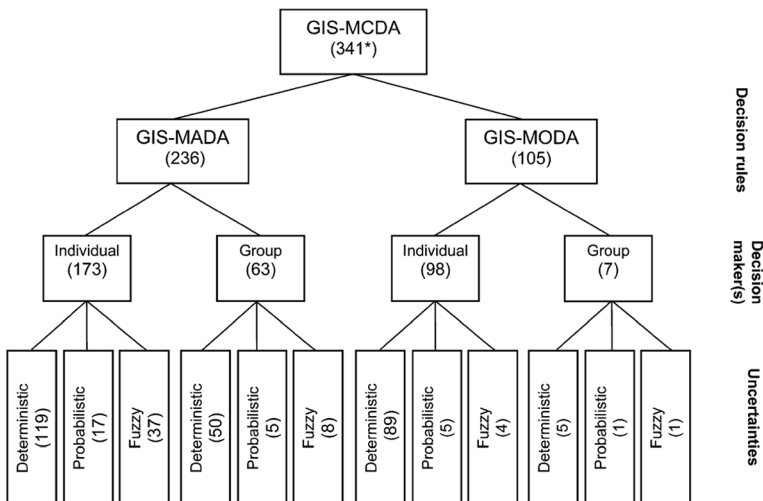 GIS-MCDA
(341*)
GIS-MADA
(236)
GIS-MODA
(105)
Decision rules
Individual
(173)
Group
(63)
Individual
(98)
Group
(7)
Decision
maker(s)
Deterministic
(119)
Probabilistic
(17)
Fuzzy
(37)
Deterministic
(50)
Probabilistic
(5)
Fuzzy
(8)
Deterministic
(89)
Probabilistic
(5)
Fuzzy
(4)
Deterministic
(5)
Probabilistic
(1)
Fuzzy
(1)
Uncertainties